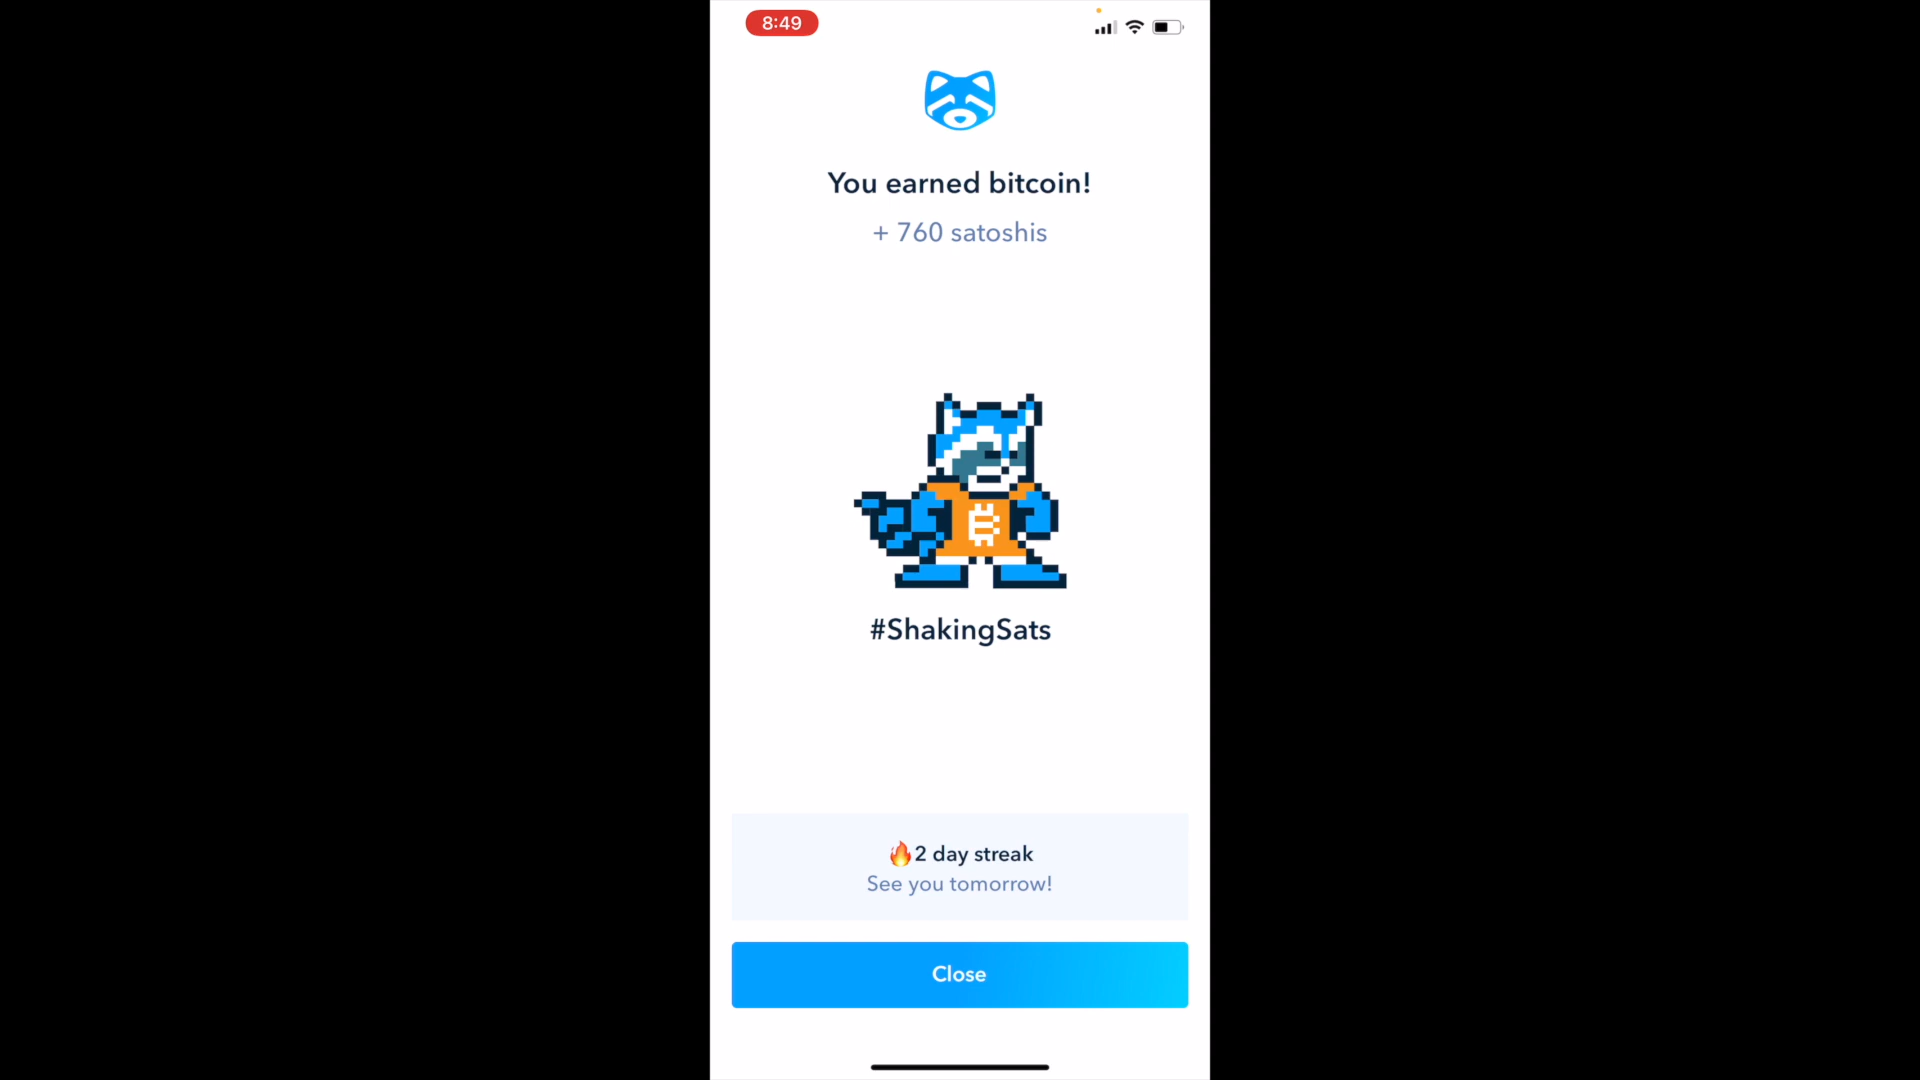 8:49
You earned bitcoin!
+ 760 satoshis
#ShakingSats
🔥2 day streak
See you tomorrow!
Close